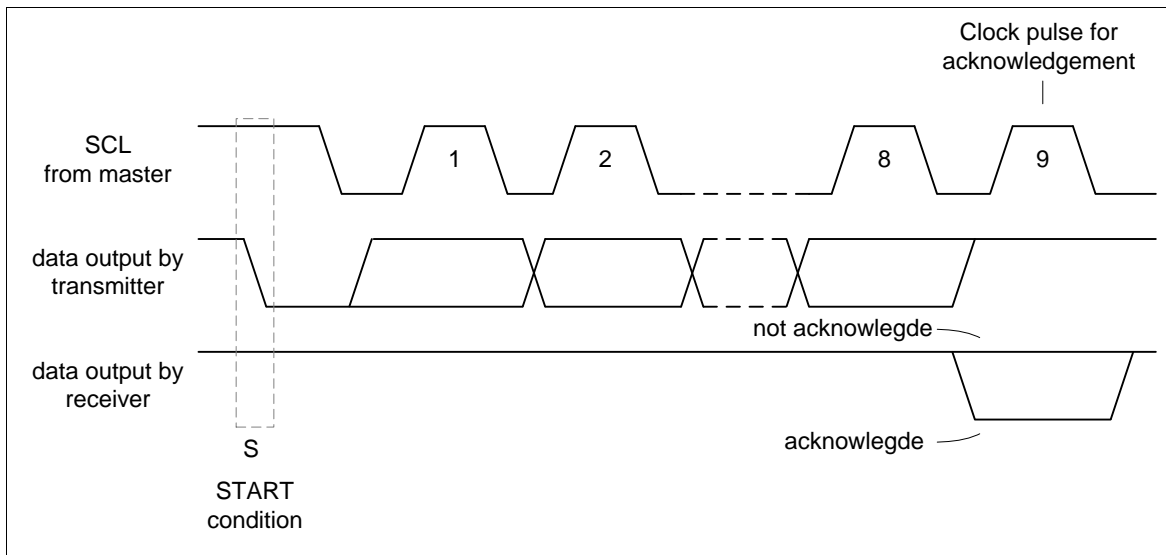 Clock pulse for
acknowledgement
SCL
from master
1
2
8
9
data output by
transmitter
not acknowlegde
data output by
receiver
acknowlegde
S
START
condition